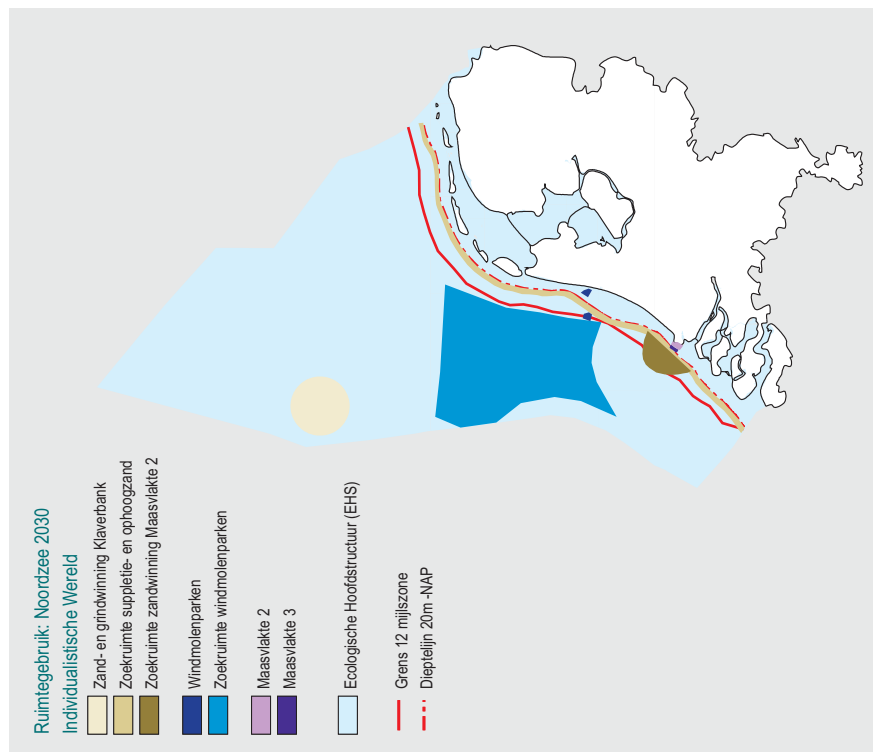 Ruimtegebruik: Noordzee 2030
Individualistische Wereld
Zand- en grindwinning Klaverbank
Zoekruimte suppletie- en ophoogzand
Zoekruimte zandwinning Maasvlakte 2
Windmolenparken
Zoekruimte windmolenparken
Maasvlakte 2
Maasvlakte 3
Ecologische Hoofdstructuur (EHS)
Grens 12 mijlszone
Dieptelijn 20m -NAP